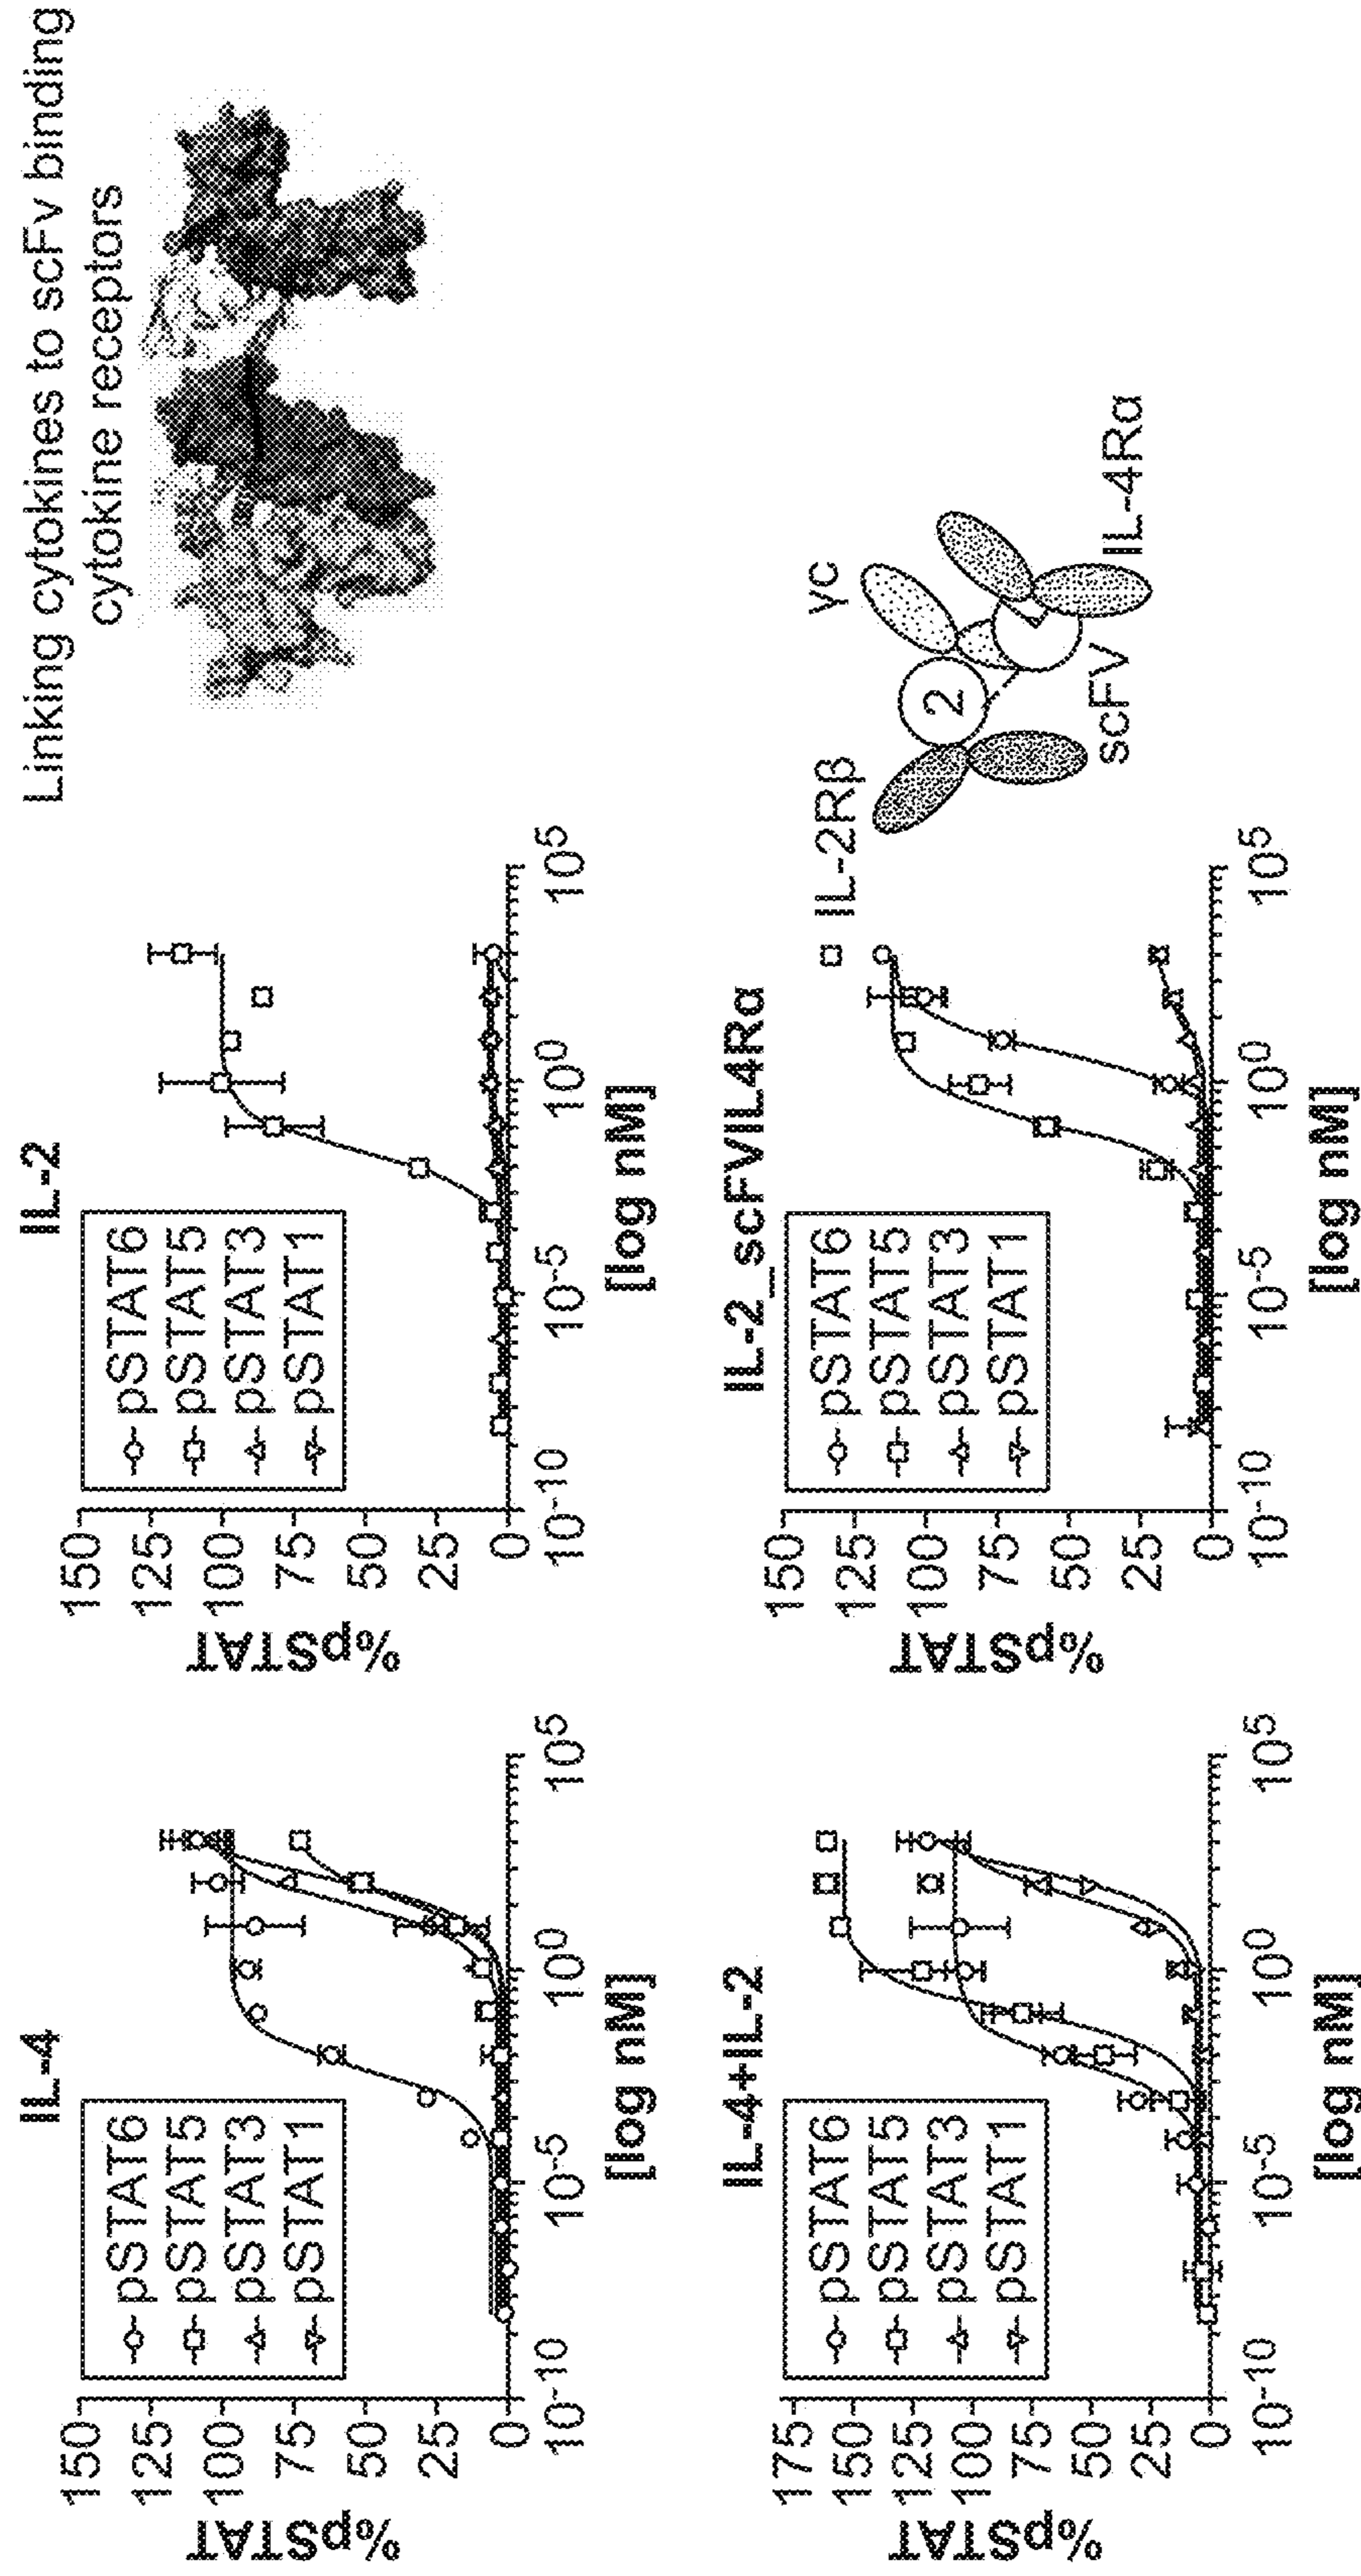 IL-4
%pSTAT
150
125
100
75
50
25
0
pSTAT6
pSTAT5
pSTAT3
pSTAT1
10-10
10-5
100
105
[log nM]
IL-2
%pSTAT
150
125
100
75
50
25
0
pSTAT6
pSTAT5
pSTAT3
pSTAT1
10-10
10-5
100
105
[log nM]
Linking cytokines to scFv binding
cytokine receptors
IL-4+IL-2
%pSTAT
175
150
125
100
75
50
25
0
pSTAT6
pSTAT5
pSTAT3
pSTAT1
10-10
10-5
100
105
[log nM]
IL-2_scFVIL4Rα
%pSTAT
150
125
100
75
50
25
0
pSTAT6
pSTAT5
pSTAT3
pSTAT1
10-10
10-5
100
105
[log nM]
IL-2Rβ
γc
2
scFV
IL-4Rα